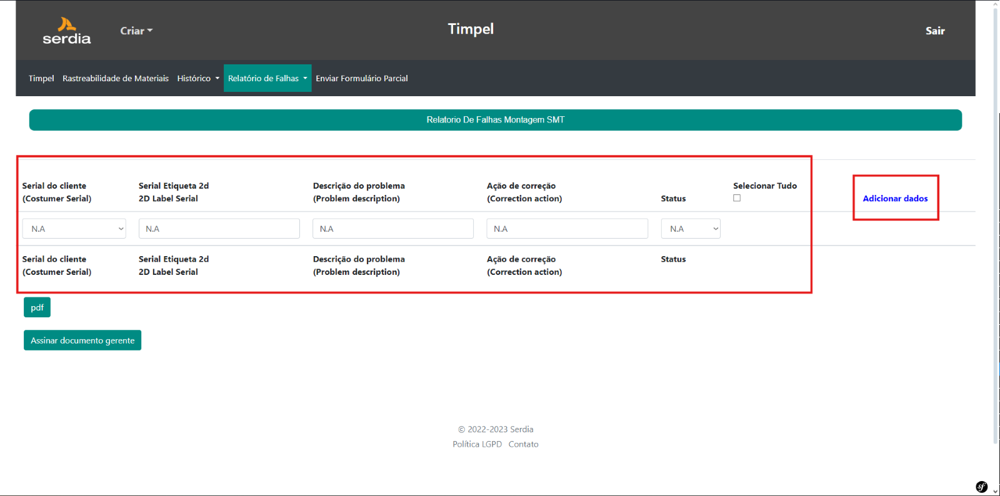 serdia
Criar
Timpel
Sair
Timpel
Rastreabilidade de Materiais
Histórico
Relatório de Falhas
Enviar Formulário Parcial
Relatorio De Falhas Montagem SMT
Serial do cliente
(Costumer Serial)
Serial Etiqueta 2d
2D Label Serial
Descrição do problema
(Problem description)
Ação de correção
(Correction action)
Status
Selecionar Tudo
Adicionar dados
N.A
N.A
N.A
N.A
N.A
Serial do cliente
(Costumer Serial)
Serial Etiqueta 2d
2D Label Serial
Descrição do problema
(Problem description)
Ação de correção
(Correction action)
Status
pdf
Assinar documento gerente
© 2022-2023 Serdia
Política LGPD Contato
sf